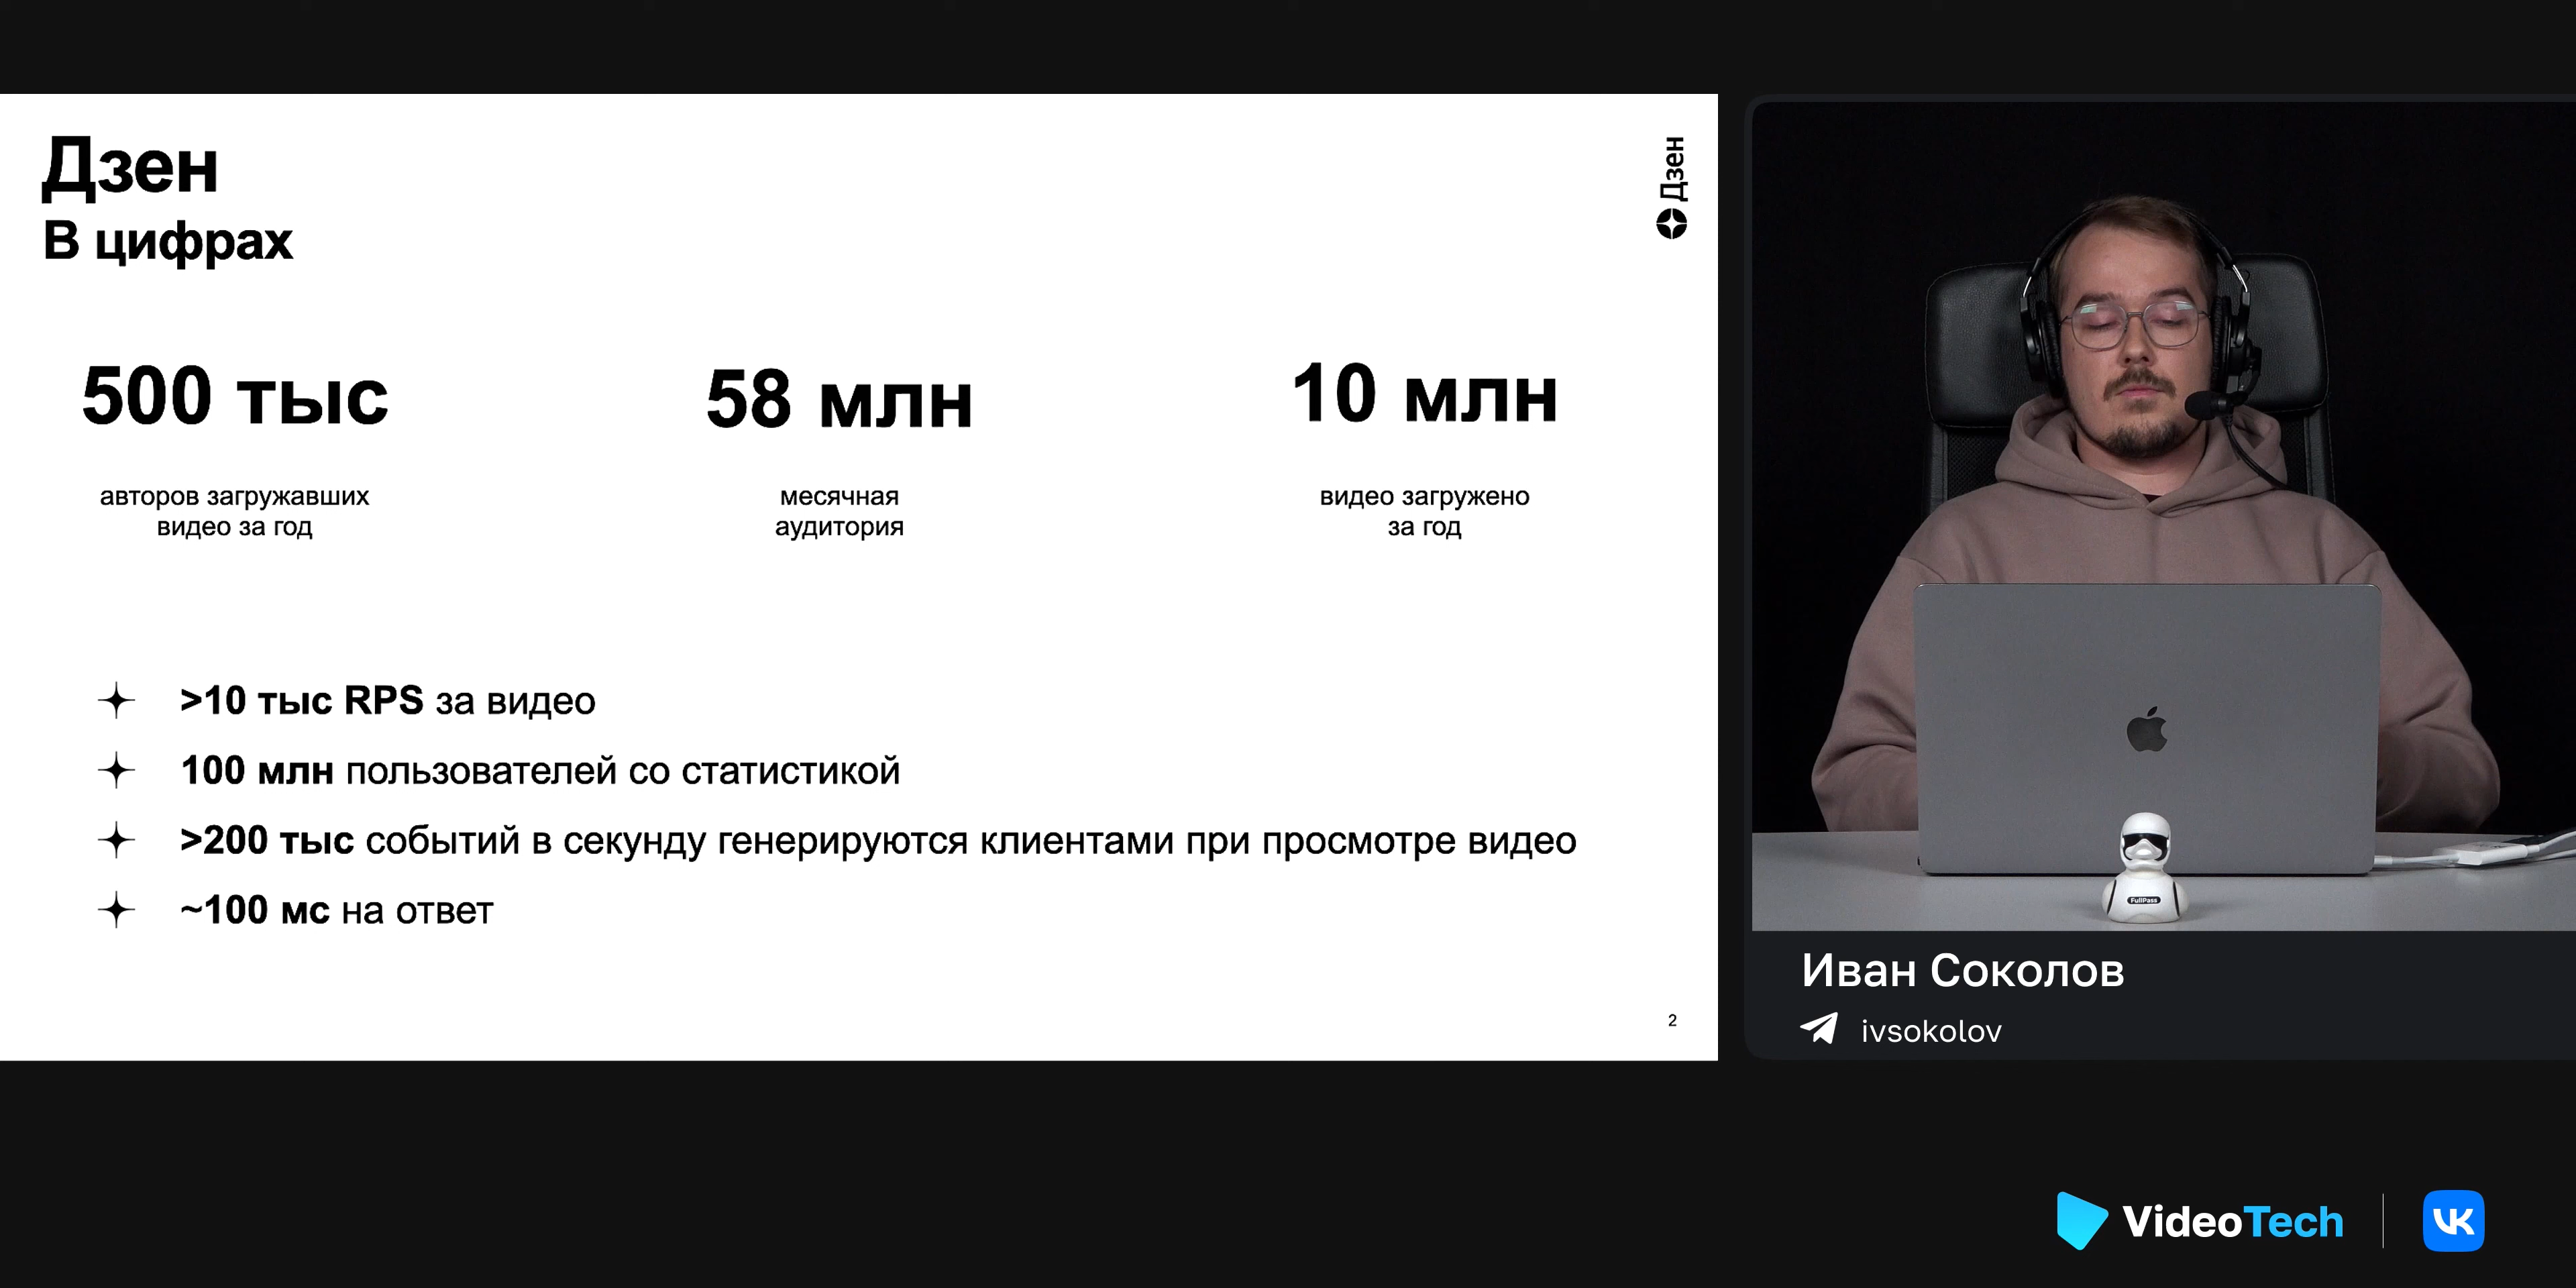 Дзен
В цифрах
Дзен
500 тыс
авторов загружавших
видео за год
58 млн
месячная
аудитория
10 млн
видео загружено
за год
>10 тыс RPS за видео
100 млн пользователей со статистикой
>200 тыс событий в секунду генерируются клиентами при просмотре видео
~100 мс на ответ
2
FullPass
Иван Соколов
ivsokolov
VideoTech
VK